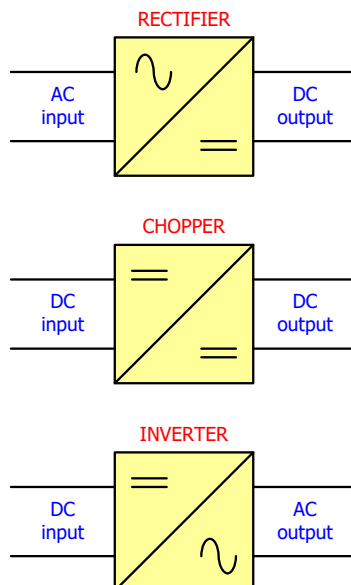 RECTIFIER
AC
input
DC
output
CHOPPER
DC
input
DC
output
INVERTER
DC
input
AC
output